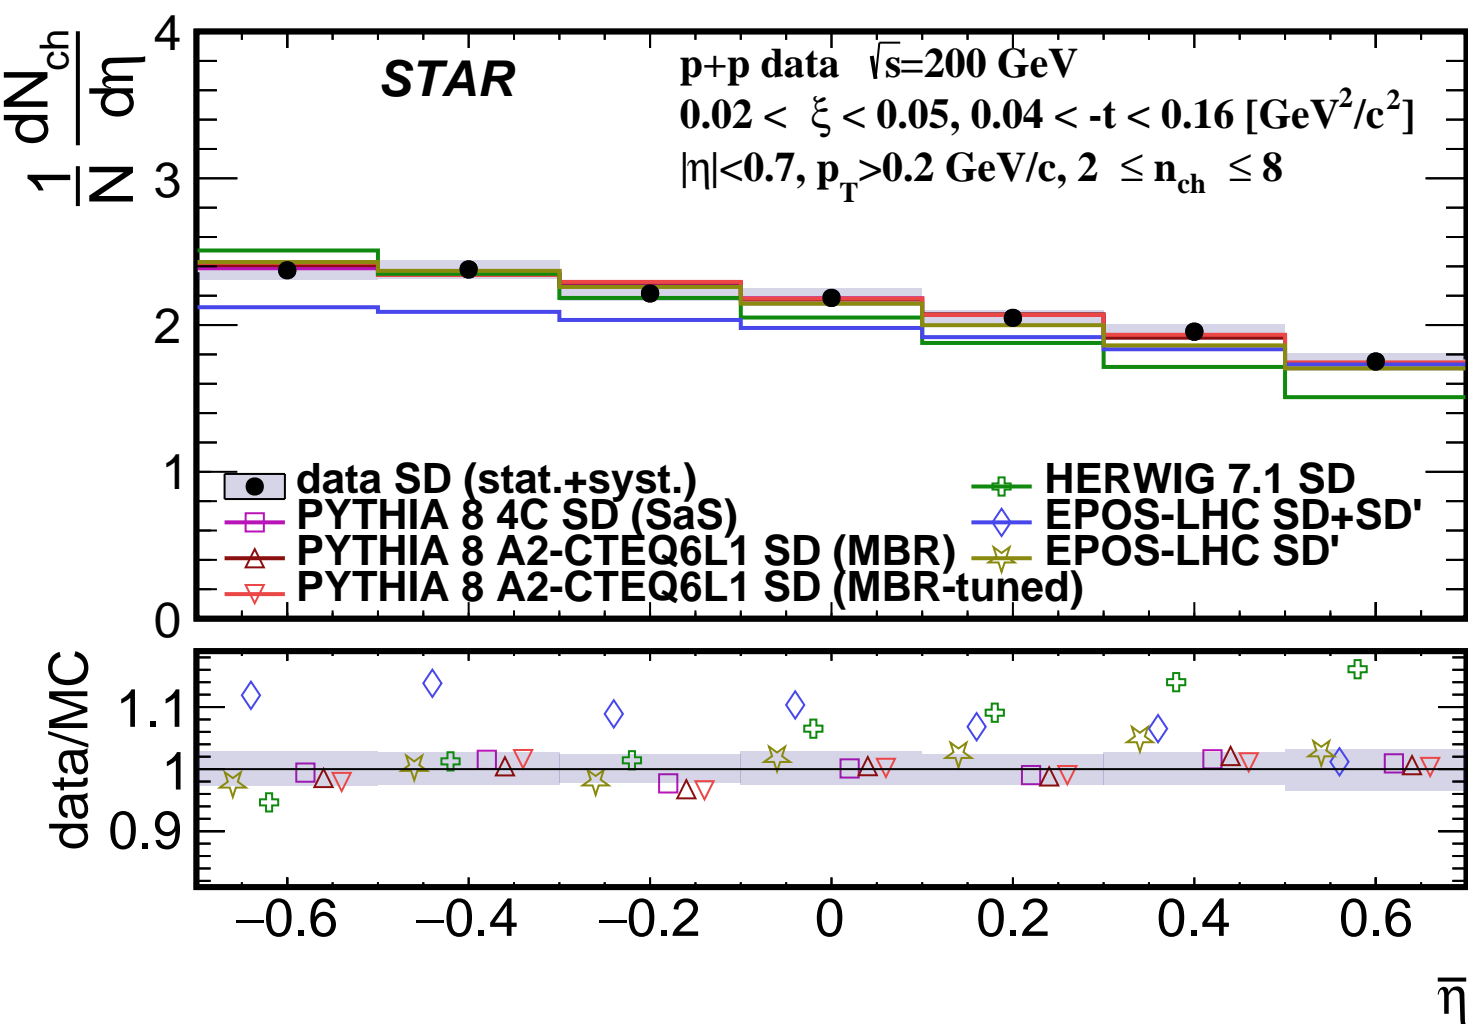 1/N dN_ch/dη
STAR
p+p data √s=200 GeV
0.02 < ξ < 0.05, 0.04 < -t < 0.16 [GeV²/c²]
|η|<0.7, p_T>0.2 GeV/c, 2 ≤ n_ch ≤ 8
4
3
2
1
0
data SD (stat.+syst.)
PYTHIA 8 4C SD (SaS)
PYTHIA 8 A2-CTEQ6L1 SD (MBR)
PYTHIA 8 A2-CTEQ6L1 SD (MBR-tuned)
HERWIG 7.1 SD
EPOS-LHC SD+SD'
EPOS-LHC SD'
data/MC
1.1
1
0.9
−0.6 −0.4 −0.2 0 0.2 0.4 0.6
η̅